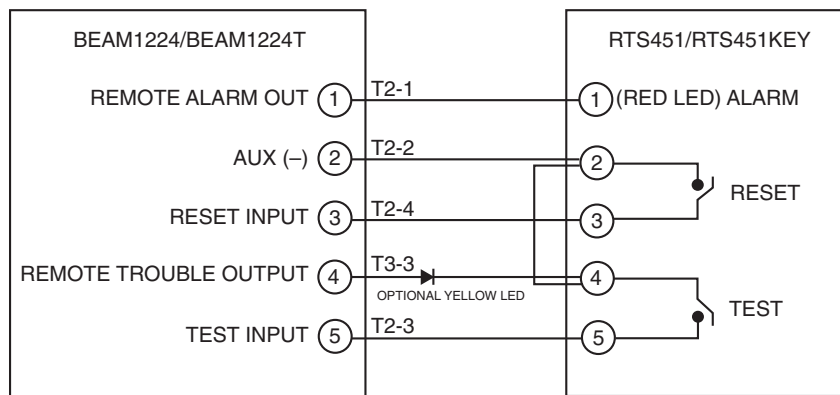 BEAM1224/BEAM1224T
RTS451/RTS451KEY
REMOTE ALARM OUT 1 T2-1 1 (RED LED) ALARM
AUX (–) 2 T2-2 2
RESET
RESET INPUT 3 T2-4 3
REMOTE TROUBLE OUTPUT 4 T3-3 4
OPTIONAL YELLOW LED
TEST
TEST INPUT 5 T2-3 5